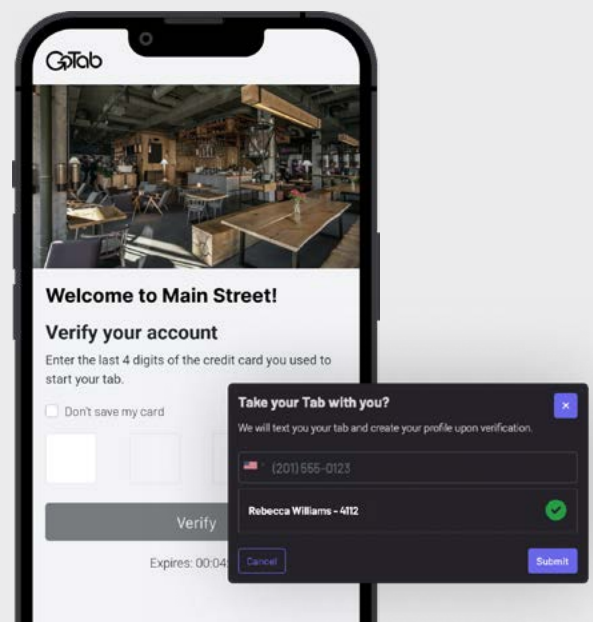 GoTab
Welcome to Main Street!
Verify your account
Enter the last 4 digits of the credit card you used to
start your tab.
Don't save my card
Verify
Expires: 00:04:
Take your Tab with you?
×
We will text you your tab and create your profile upon verification.
(201) 555-0123
Rebecca Williams - 4112
Cancel
Submit